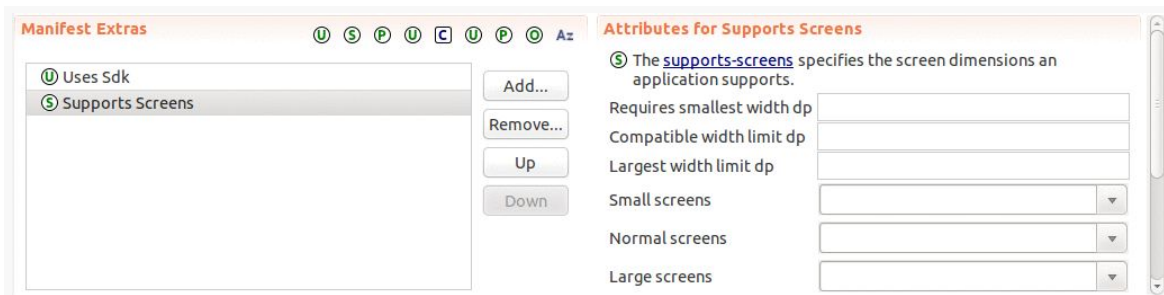 Manifest Extras
U S P U C U P O Az
U Uses Sdk
S Supports Screens
Add...
Remove...
Up
Down
Attributes for Supports Screens
S The supports-screens specifies the screen dimensions an
application supports.
Requires smallest width dp
Compatible width limit dp
Largest width limit dp
Small screens
Normal screens
Large screens